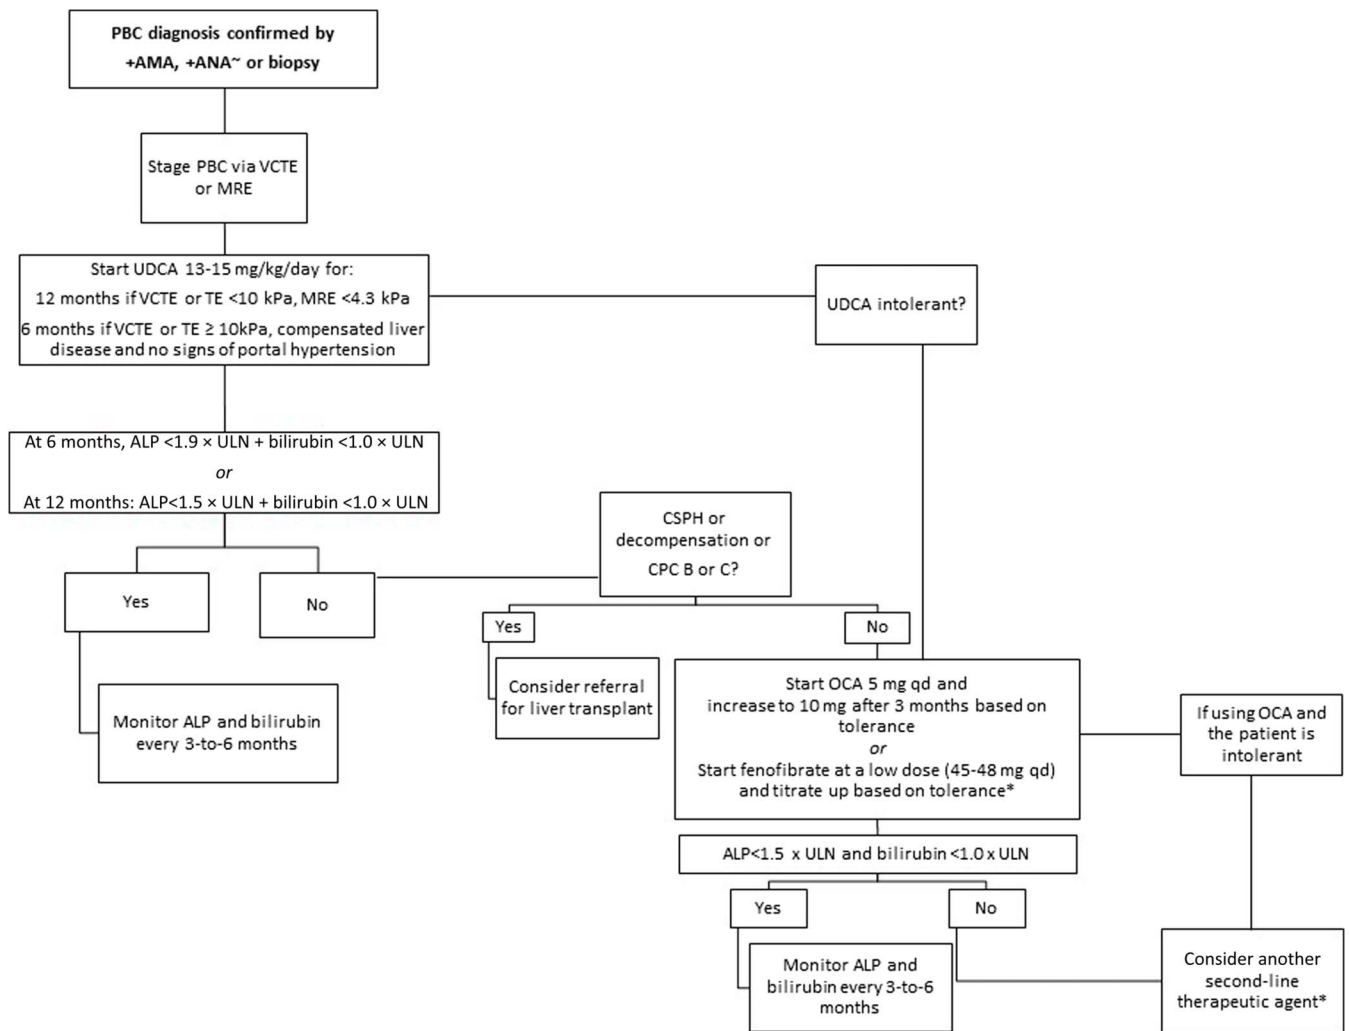 PBC diagnosis confirmed by
+AMA, +ANA~ or biopsy
Stage PBC via VCTE
or MRE
Start UDCA 13-15 mg/kg/day for:
12 months if VCTE or TE <10 kPa, MRE <4.3 kPa
6 months if VCTE or TE ≥ 10kPa, compensated liver
disease and no signs of portal hypertension
UDCA intolerant?
At 6 months, ALP <1.9 × ULN + bilirubin <1.0 × ULN
or
At 12 months: ALP<1.5 × ULN + bilirubin <1.0 × ULN
Yes
No
Monitor ALP and bilirubin
every 3-to-6 months
CSPH or
decompensation or
CPC B or C?
Yes
No
Consider referral
for liver transplant
Start OCA 5 mg qd and
increase to 10 mg after 3 months based on
tolerance
or
Start fenofibrate at a low dose (45-48 mg qd)
and titrate up based on tolerance*
If using OCA and
the patient is
intolerant
ALP<1.5 x ULN and bilirubin <1.0 x ULN
Yes
No
Monitor ALP and
bilirubin every 3-to-6
months
Consider another
second-line
therapeutic agent*